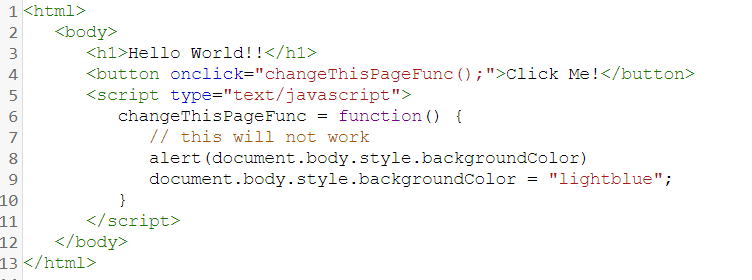 1 <html>
2 <body>
3 <h1>Hello World!!</h1>
4 <button onclick="changeThisPageFunc();">Click Me!</button>
5 <script type="text/javascript">
6 changeThisPageFunc = function() {
7 // this will not work
8 alert(document.body.style.backgroundColor)
9 document.body.style.backgroundColor = "lightblue";
10 }
11 </script>
12 </body>
13 </html>